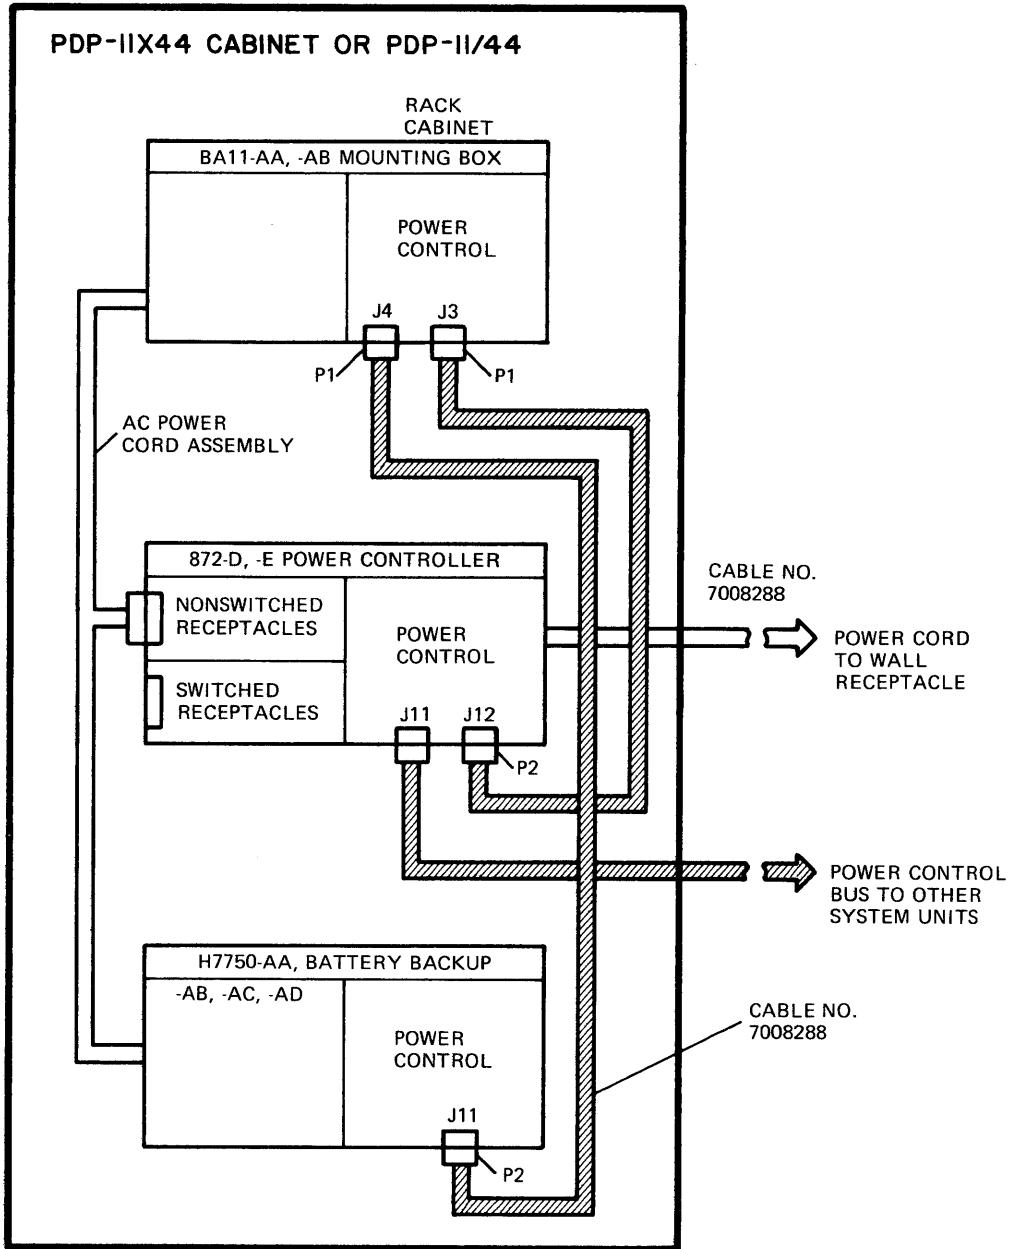 PDP-11X44 CABINET OR PDP-11/44
RACK
CABINET
BA11-AA, -AB MOUNTING BOX
POWER
CONTROL
J4
J3
P1
P1
AC POWER
CORD ASSEMBLY
872-D, -E POWER CONTROLLER
NONSWITCHED
RECEPTACLES
POWER
CONTROL
SWITCHED
RECEPTACLES
J11
J12
P2
CABLE NO.
7008288
POWER CORD
TO WALL
RECEPTACLE
POWER CONTROL
BUS TO OTHER
SYSTEM UNITS
H7750-AA, BATTERY BACKUP
-AB, -AC, -AD
POWER
CONTROL
J11
P2
CABLE NO.
7008288